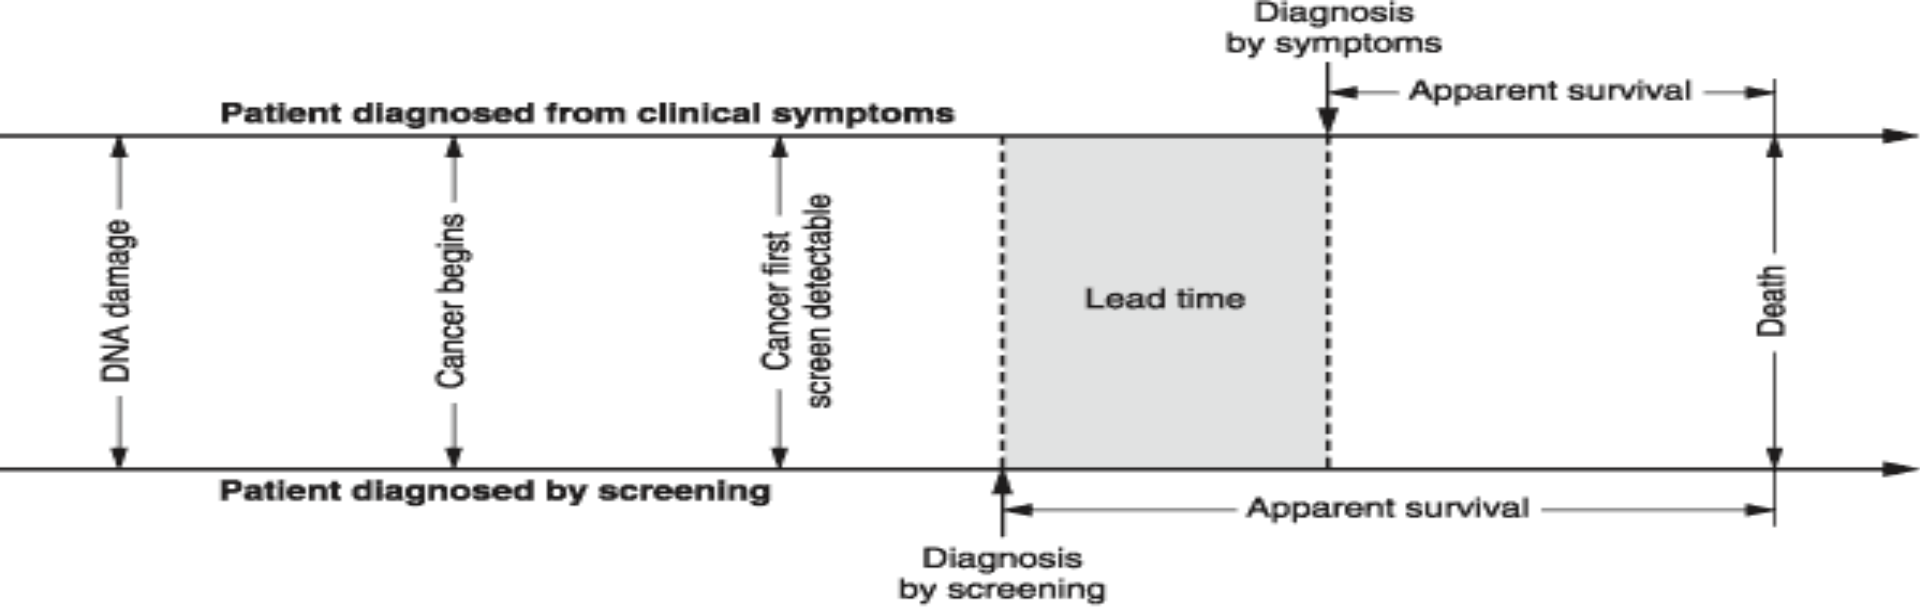 Diagnosis
by symptoms
Apparent survival
Patient diagnosed from clinical symptoms
DNA damage
Cancer begins
Cancer first
screen detectable
Lead time
Death
Patient diagnosed by screening
Apparent survival
Diagnosis
by screening